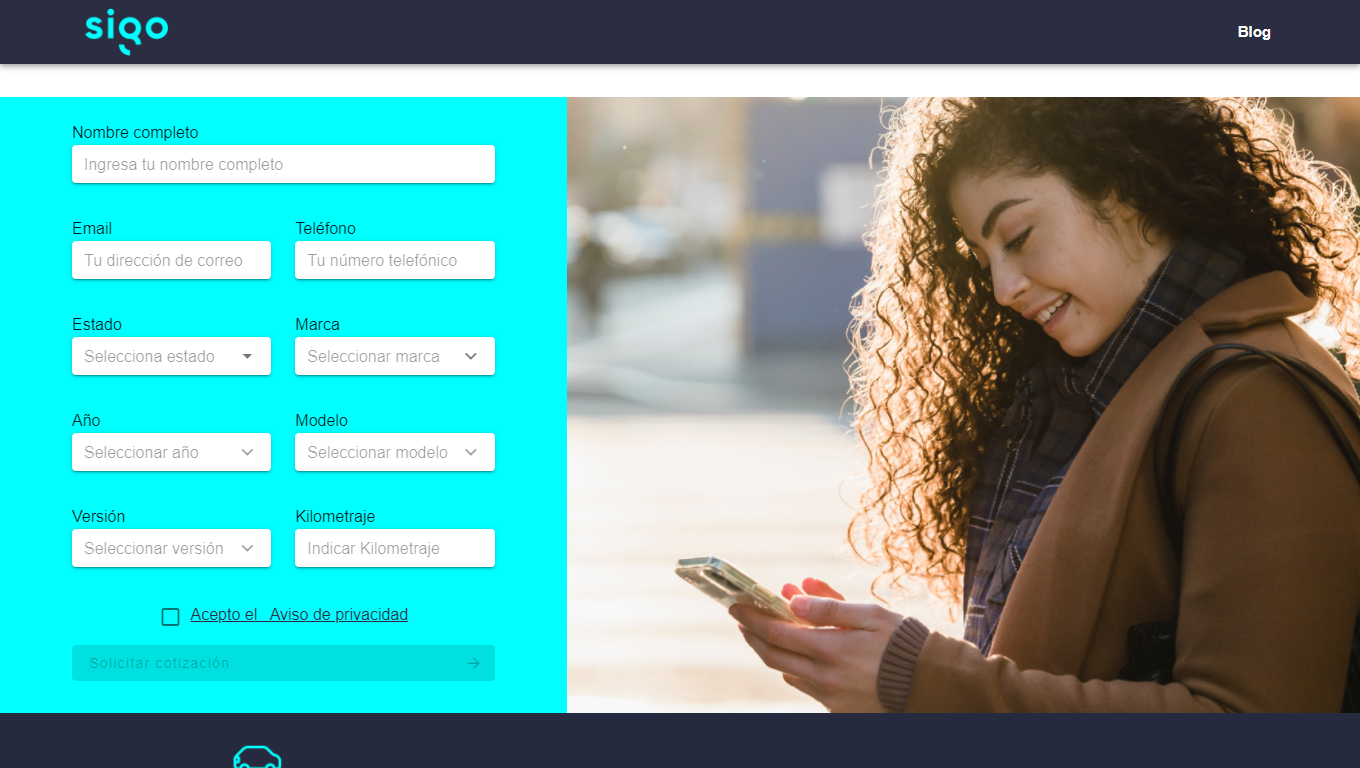 siqo
Blog
Nombre completo
Ingresa tu nombre completo
Email
Teléfono
Tu dirección de correo
Tu número telefónico
Estado
Marca
Selecciona estado
Seleccionar marca
Año
Modelo
Seleccionar año
Seleccionar modelo
Versión
Kilometraje
Seleccionar versión
Indicar Kilometraje
Acepto el   Aviso de privacidad
Solicitar cotización